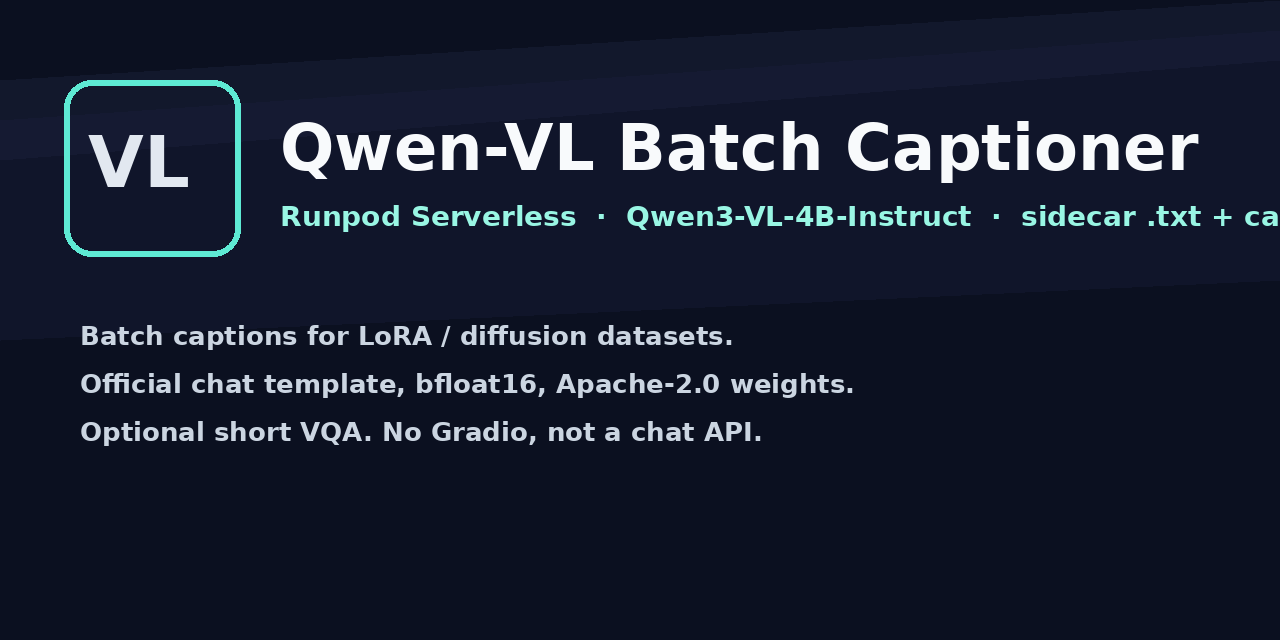 VL
Qwen-VL Batch Captioner
Runpod Serverless · Qwen3-VL-4B-Instruct · sidecar .txt + ca
Batch captions for LoRA / diffusion datasets.
Official chat template, bfloat16, Apache-2.0 weights.
Optional short VQA. No Gradio, not a chat API.